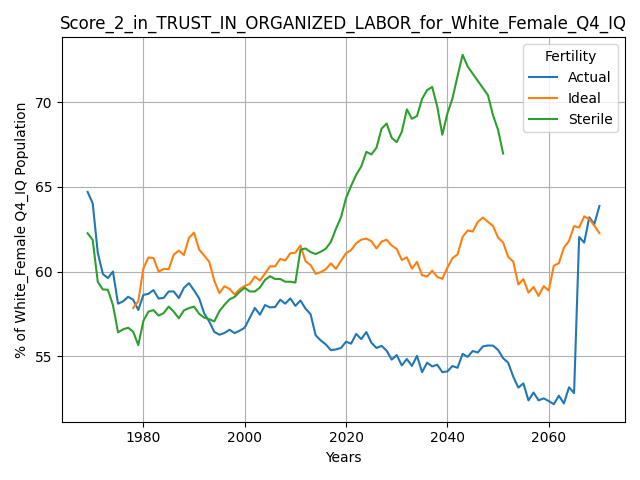 Score_2_in_TRUST_IN_ORGANIZED_LABOR_for_White_Female_Q4_IQ
Fertility
Actual
Ideal
Sterile
% of White_Female Q4_IQ Population
70
65
60
55
1980
2000
2020
2040
2060
Years